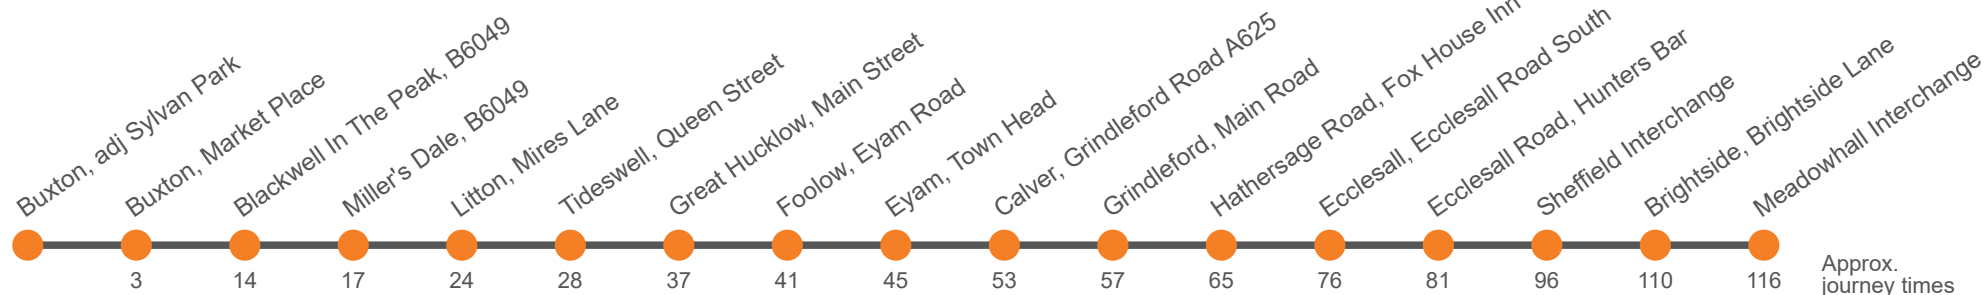 Buxton, adj Sylvan Park
Buxton, Market Place
Blackwell In The Peak, B6049
Miller's Dale, B6049
Litton, Mires Lane
Tideswell, Queen Street
Great Hucklow, Main Street
Foolow, Eyam Road
Eyam, Town Head
Calver, Grindleford Road A625
Grindleford, Main Road
Hathersage Road, Fox House Inn
Ecclesall, Ecclesall Road South
Ecclesall Road, Hunters Bar
Sheffield Interchange
Brightside, Brightside Lane
Meadowhall Interchange
3 14 17 24 28 37 41 45 53 57 65 76 81 96 110 116
Approx.
journey times